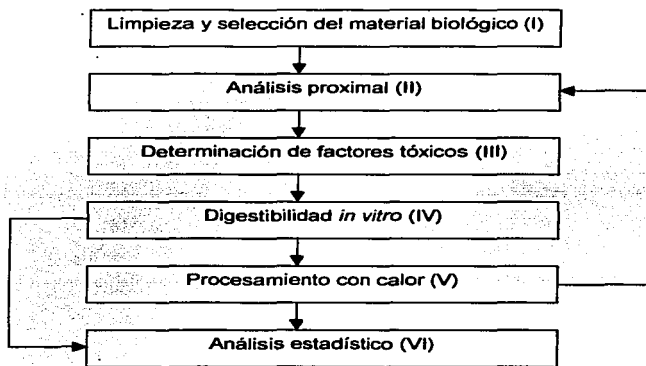 Limpieza y selección del material biológico (I)
Análisis proximal (II)
Determinación de factores tóxicos (III)
Digestibilidad in vitro (IV)
Procesamiento con calor (V)
Análisis estadístico (VI)